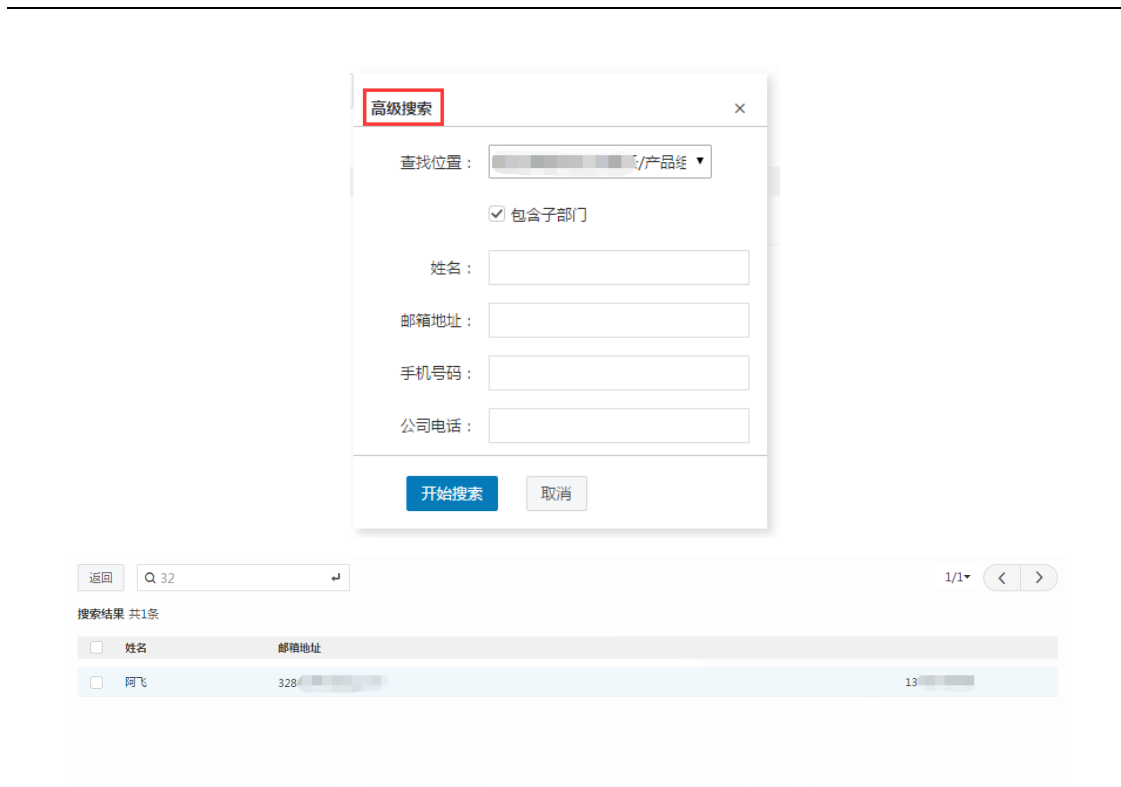 高级搜索 ×
查找位置： /产品组
包含子部门
姓名：
邮箱地址：
手机号码：
公司电话：
开始搜索 取消
返回 32 1/1
搜索结果 共1条
姓名 邮箱地址
阿飞 328 13